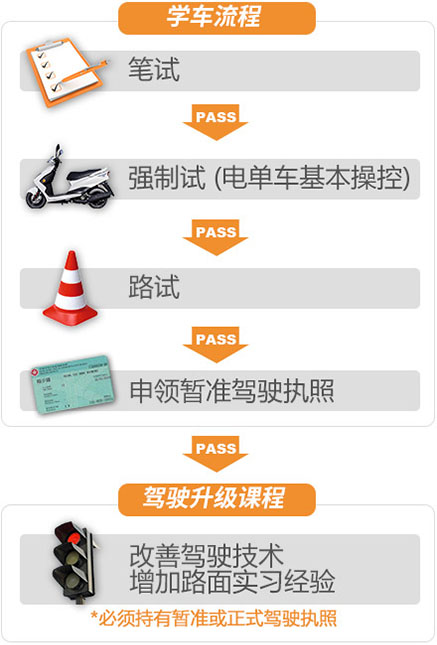 学车流程
笔试
PASS
强制试 (电单车基本操控)
PASS
路试
PASS
申领暂准驾驶执照
PASS
驾驶升级课程
改善驾驶技术
增加路面实习经验
*必须持有暂准或正式驾驶执照